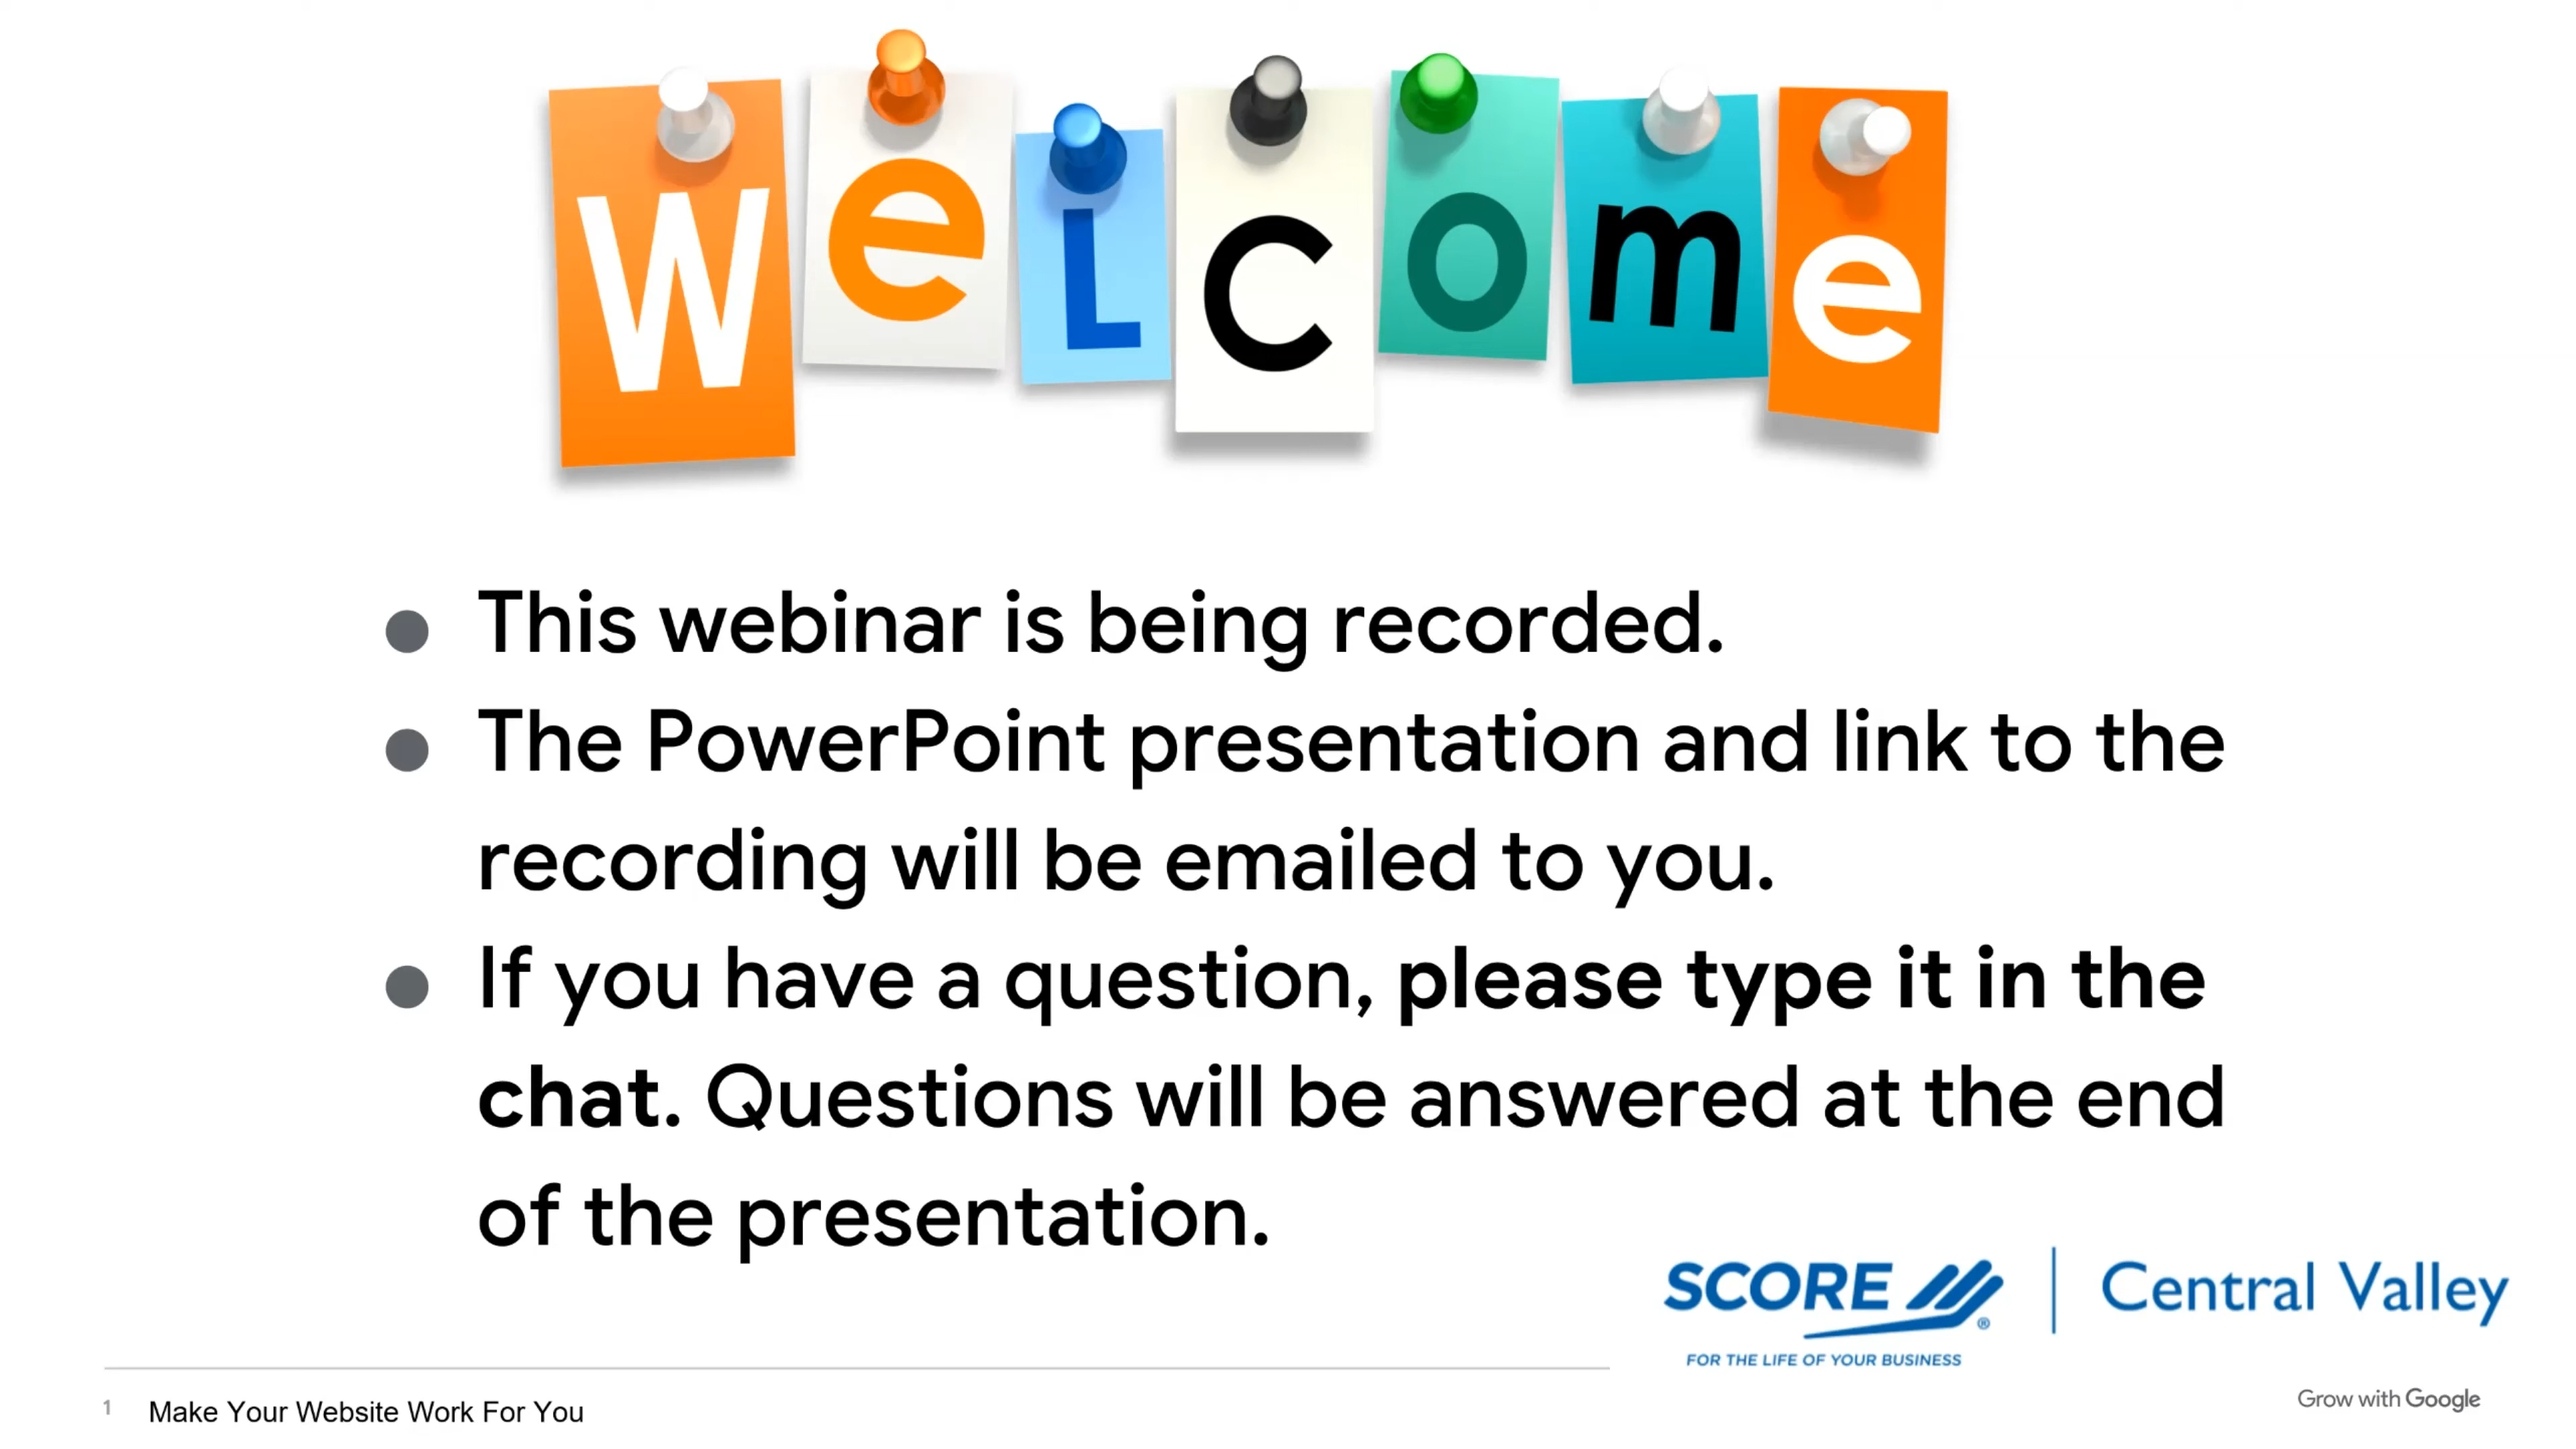 WeLcome
● This webinar is being recorded.
● The PowerPoint presentation and link to the
recording will be emailed to you.
● If you have a question, please type it in the
chat. Questions will be answered at the end
of the presentation.
SCORE ® | Central Valley
FOR THE LIFE OF YOUR BUSINESS
1 Make Your Website Work For You
Grow with Google